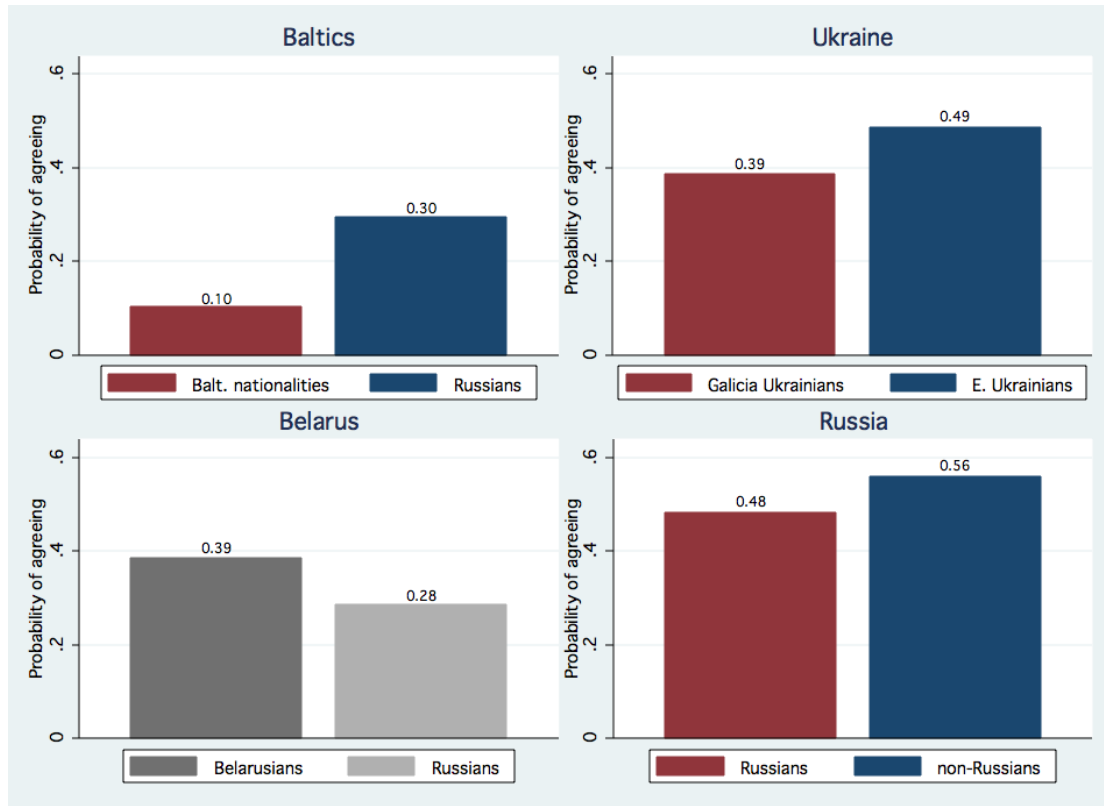 Baltics
Probability of agreeing
.6
.4
.2
0
0.10
0.30
Balt. nationalities
Russians
Ukraine
Probability of agreeing
.6
.4
.2
0
0.39
0.49
Galicia Ukrainians
E. Ukrainians
Belarus
Probability of agreeing
.6
.4
.2
0
0.39
0.28
Belarusians
Russians
Russia
Probability of agreeing
.6
.4
.2
0
0.48
0.56
Russians
non-Russians